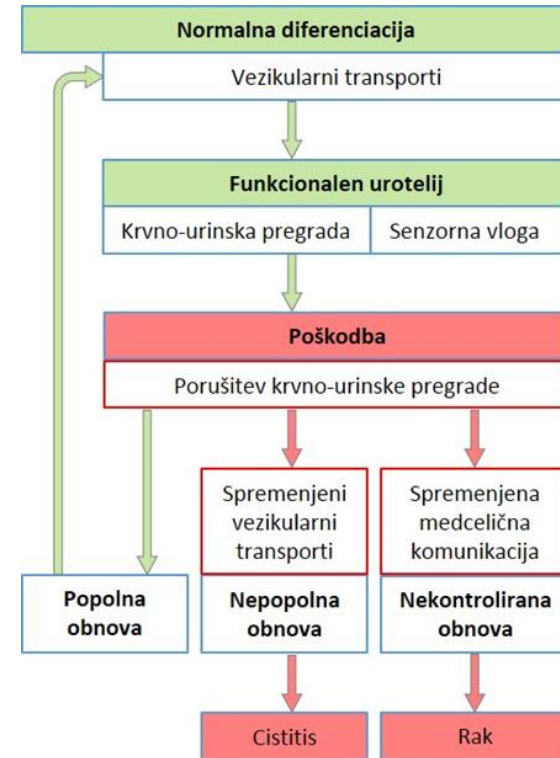 Normalna diferenciacija
Vezikularni transporti
Funkcionalen urotelij
Krvno-urinska pregrada
Senzorna vloga
Poškodba
Porušitev krvno-urinske pregrade
Spremenjeni
vezikularni
transporti
Spremenjena
medcelična
komunikacija
Popolna
obnova
Nepopolna
obnova
Nekontrolirana
obnova
Cistitis
Rak